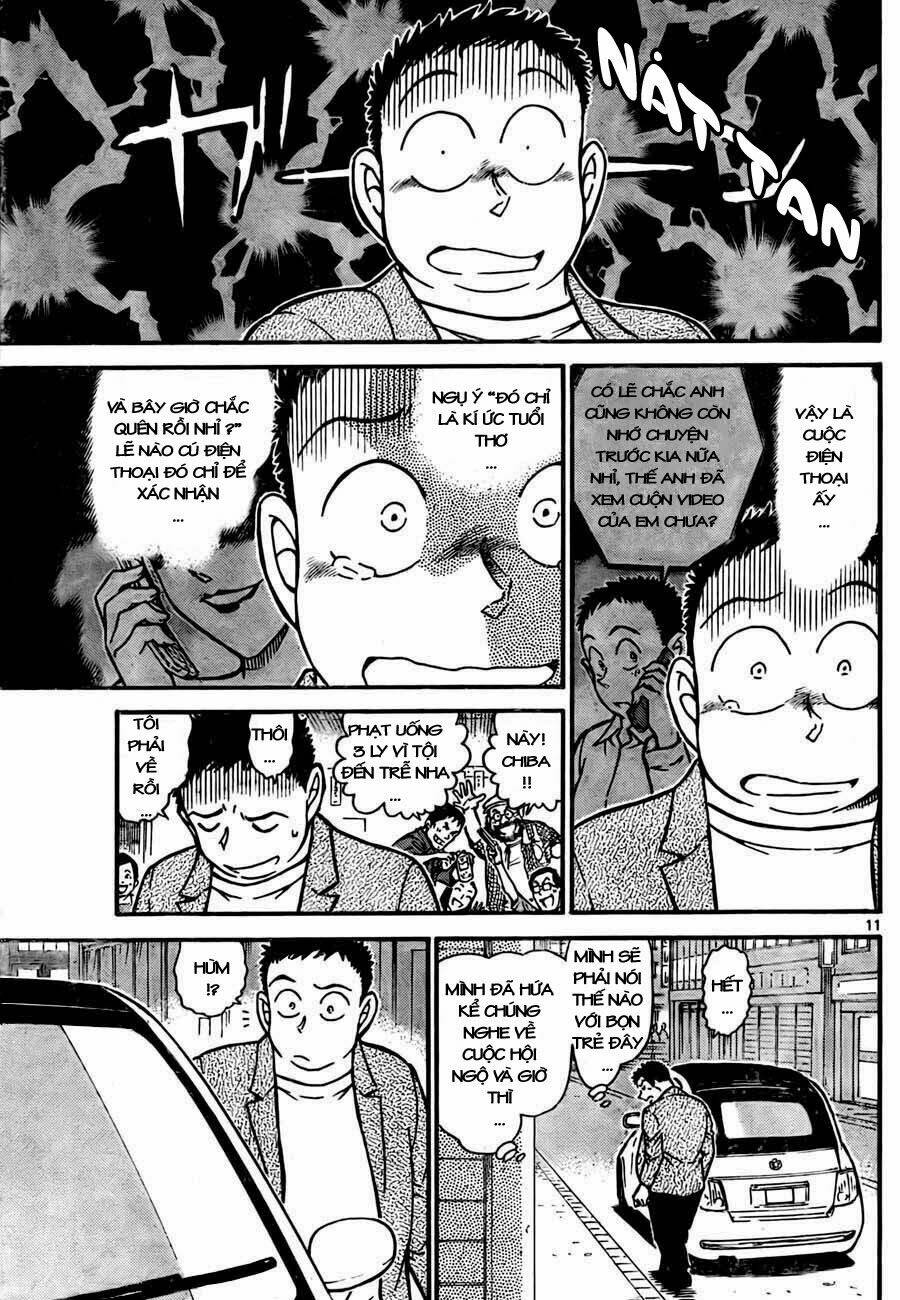 NÁT TAN
ガガ
VẬY LÀ
CUỘC
ĐIỆN
THOẠI
ẤY
...
CÓ LẼ CHẮC ANH
CŨNG KHÔNG CÒN
NHỚ CHUYỆN
TRƯỚC KIA NỮA
NHỈ, THẾ ANH ĐÃ
XEM CUỘN VIDEO
CỦA EM CHƯA?
NGỤ Ý “ĐÓ CHỈ
LÀ KÍ ỨC TUỔI
THƠ
...
VÀ BÂY GIỜ CHẮC
QUÊN RỒI NHỈ ?”
LẼ NÀO CÚ ĐIỆN
THOẠI ĐÓ CHỈ ĐỂ
XÁC NHẬN
...
NÀY!
CHIBA
!!
PHẠT UỐNG
3 LY VÌ TỘI
ĐẾN TRỄ NHA
...
THÔI
...
TÔI
PHẢI
VỀ
RỒI
...
11
HẾT
...
MÌNH SẼ
PHẢI NÓI
THẾ NÀO
VỚI BỌN
TRẺ ĐÂY
...
MÌNH ĐÃ HỨA
KỂ CHÚNG
NGHE VỀ
CUỘC HỘI
NGỘ VÀ GIỜ
THÌ
...
HỪM
!?